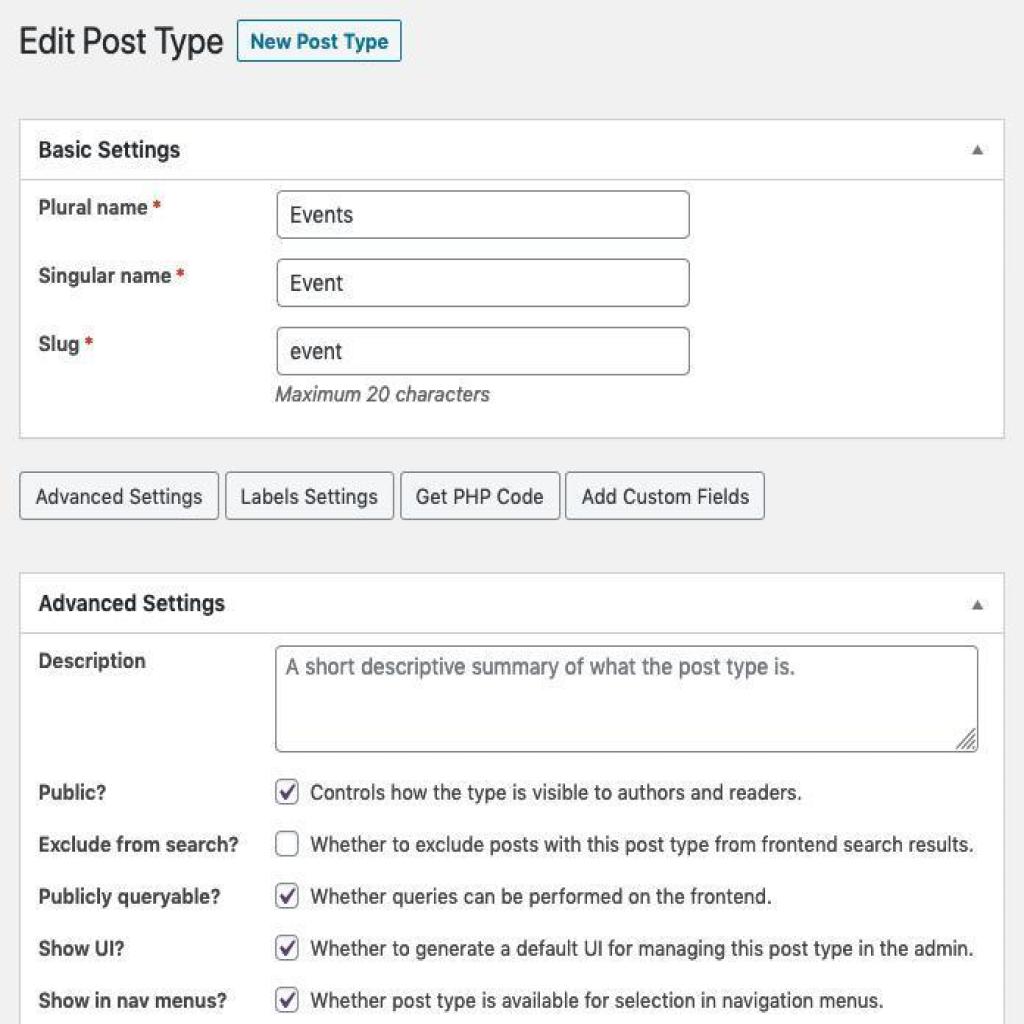 Edit Post Type New Post Type
Basic Settings
Plural name * Events
Singular name * Event
Slug * event
Maximum 20 characters
Advanced Settings Labels Settings Get PHP Code Add Custom Fields
Advanced Settings
Description A short descriptive summary of what the post type is.
Public? Controls how the type is visible to authors and readers.
Exclude from search? Whether to exclude posts with this post type from frontend search results.
Publicly queryable? Whether queries can be performed on the frontend.
Show UI? Whether to generate a default UI for managing this post type in the admin.
Show in nav menus? Whether post type is available for selection in navigation menus.